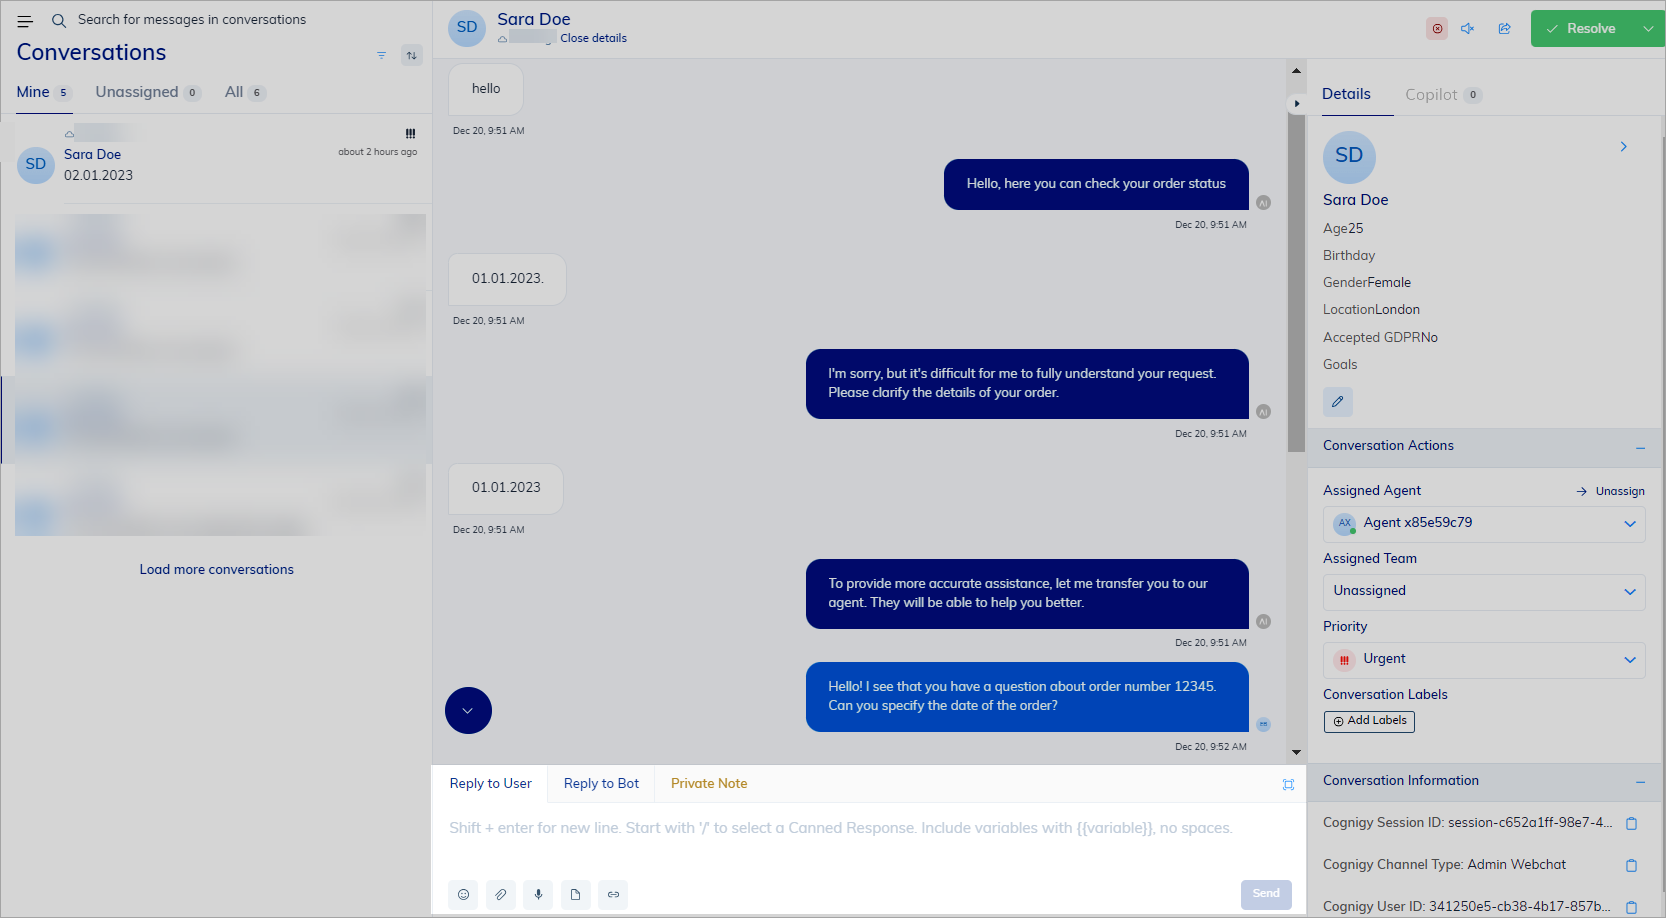 Search for messages in conversations
Conversations
Mine 5 Unassigned 0 All 6
SD
Sara Doe
about 2 hours ago
02.01.2023
Load more conversations
SD
Sara Doe
Close details
Resolve
hello
Dec 20, 9:51 AM
Hello, here you can check your order status
AI
Dec 20, 9:51 AM
01.01.2023.
Dec 20, 9:51 AM
I'm sorry, but it's difficult for me to fully understand your request.
Please clarify the details of your order.
AI
Dec 20, 9:51 AM
01.01.2023
Dec 20, 9:51 AM
To provide more accurate assistance, let me transfer you to our
agent. They will be able to help you better.
AI
Dec 20, 9:51 AM
Hello! I see that you have a question about order number 12345.
Can you specify the date of the order?
Dec 20, 9:52 AM
Reply to User Reply to Bot Private Note
Shift + enter for new line. Start with '/' to select a Canned Response. Include variables with {{variable}}, no spaces.
Send
Details Copilot 0
SD
Sara Doe
Age25
Birthday
GenderFemale
LocationLondon
Accepted GDPRNo
Goals
Conversation Actions
Assigned Agent Unassign
AX Agent x85e59c79
Assigned Team
Unassigned
Priority
!!! Urgent
Conversation Labels
Add Labels
Conversation Information
Cognigy Session ID: session-c652a1ff-98e7-4...
Cognigy Channel Type: Admin Webchat
Cognigy User ID: 341250e5-cb38-4b17-857b...